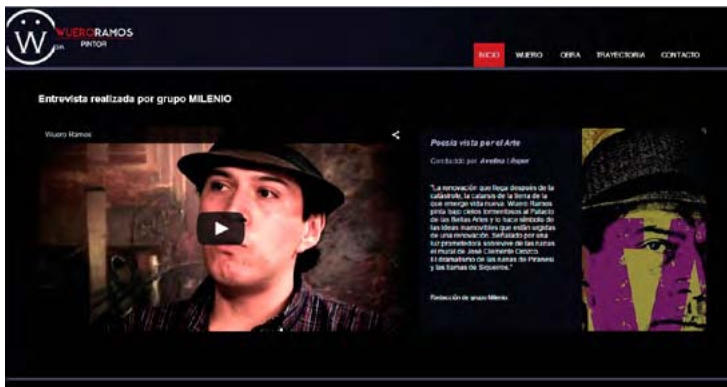 W
WUERORAMOS
PINTOR
INICIO WUERO OBRA TRAYECTORIA CONTACTO
Entrevista realizada por grupo MILENIO
Wuero Ramos
Poesía vista por el Arte
Conducido por Avelina Lésper
"La renovación que llega después de la
catástrofe, la catarsis de la tierra de la
que emerge vida nueva. Wuero Ramos
pinta bajo cielos tormentosos al Palacio
de las Bellas Artes y lo hace símbolo de
las ideas inamovibles que están urgidas
de una renovación. Señalado por una
luz prometedora sobrevive de las ruinas
el mural de José Clemente Orozco.
El dramatismo de las ruinas de Piranesi
y las llamas de Siqueiros."
Redacción de grupo Milenio.